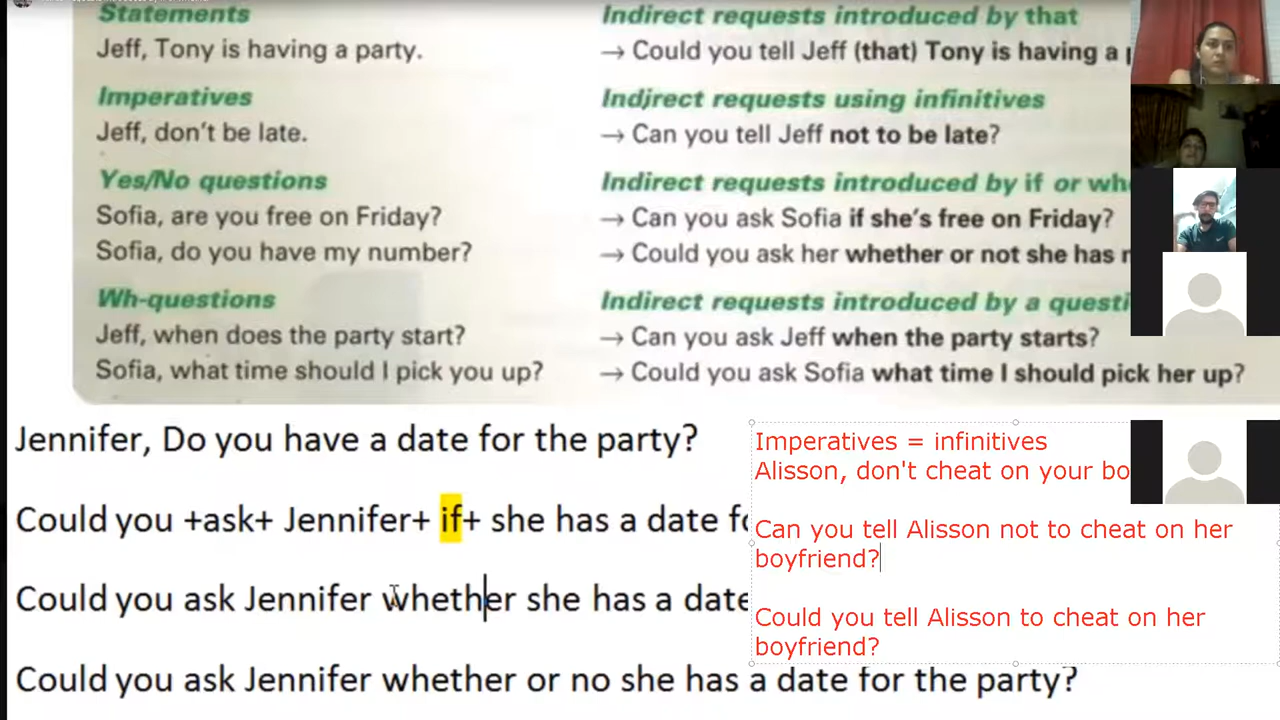 Statements
Indirect requests introduced by that
Jeff, Tony is having a party.
→ Could you tell Jeff (that) Tony is having a
Imperatives
Indirect requests using infinitives
Jeff, don't be late.
→ Can you tell Jeff not to be late?
Yes/No questions
Indirect requests introduced by if or wh
Sofia, are you free on Friday?
→ Can you ask Sofia if she's free on Friday?
Sofia, do you have my number?
→ Could you ask her whether or not she has
Wh-questions
Indirect requests introduced by a questi
Jeff, when does the party start?
→ Can you ask Jeff when the party starts?
Sofia, what time should I pick you up?
→ Could you ask Sofia what time I should pick her up?
Jennifer, Do you have a date for the party?
Could you +ask+ Jennifer+ if+ she has a date fo
Could you ask Jennifer whether she has a date
Could you ask Jennifer whether or no she has a date for the party?
Imperatives = infinitives
Alisson, don't cheat on your bo
Can you tell Alisson not to cheat on her
boyfriend?
Could you tell Alisson to cheat on her
boyfriend?